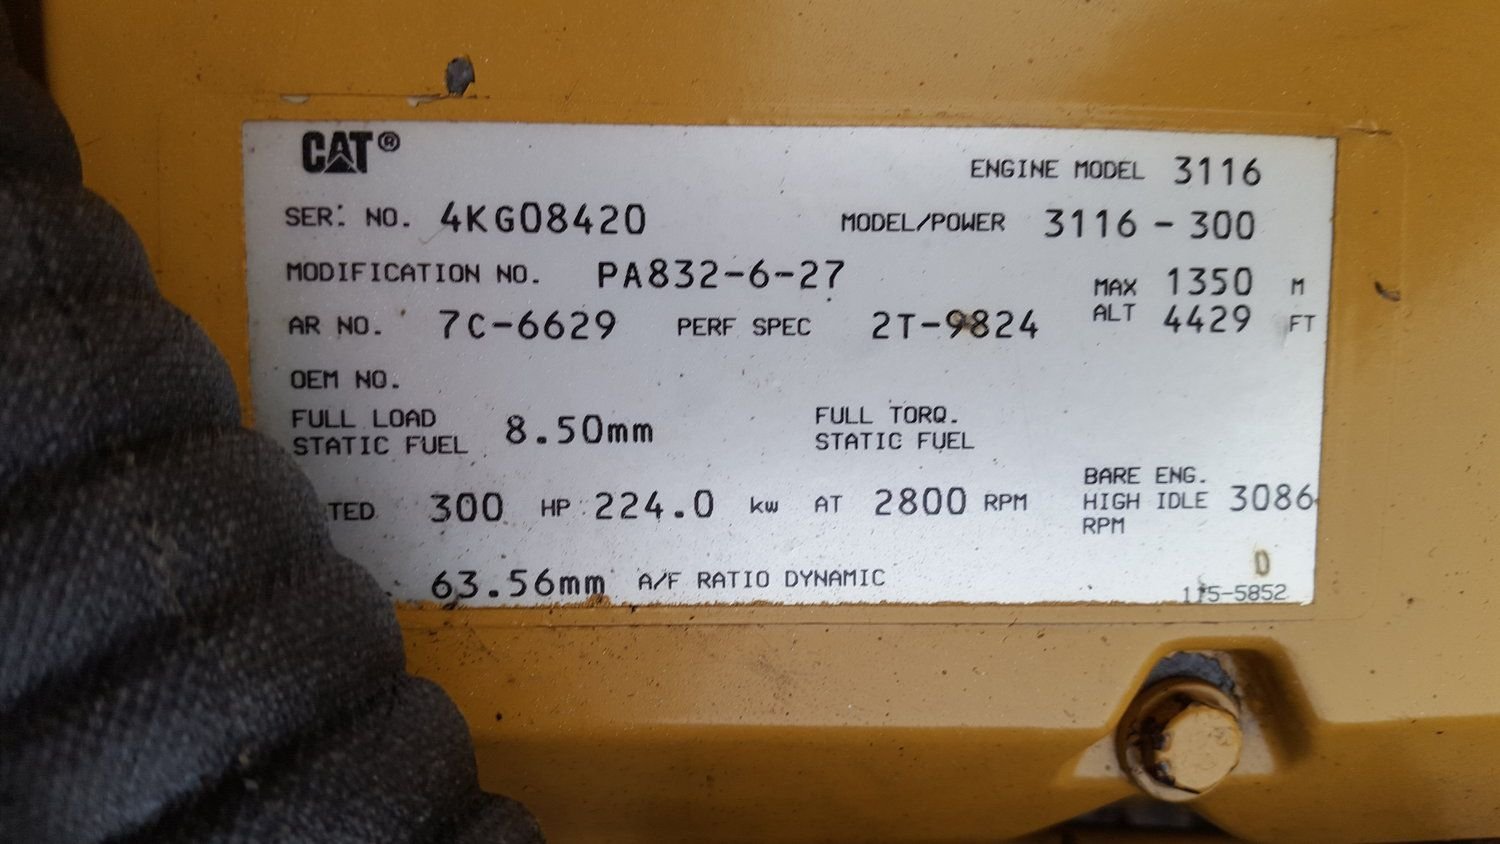 CAT®
ENGINE MODEL 3116
SER. NO. 4KG08420 MODEL/POWER 3116-300
MODIFICATION NO. PA832-6-27
MAX ALT 1350 M
4429 FT
AR NO. 7C-6629 PERF SPEC 2T-9824
OEM NO.
FULL LOAD STATIC FUEL 8.50mm
FULL TORQ. STATIC FUEL
TED 300 HP 224.0 kw AT 2800 RPM
BARE ENG. HIGH IDLE RPM 3086
63.56mm A/F RATIO DYNAMIC
0
115-5852